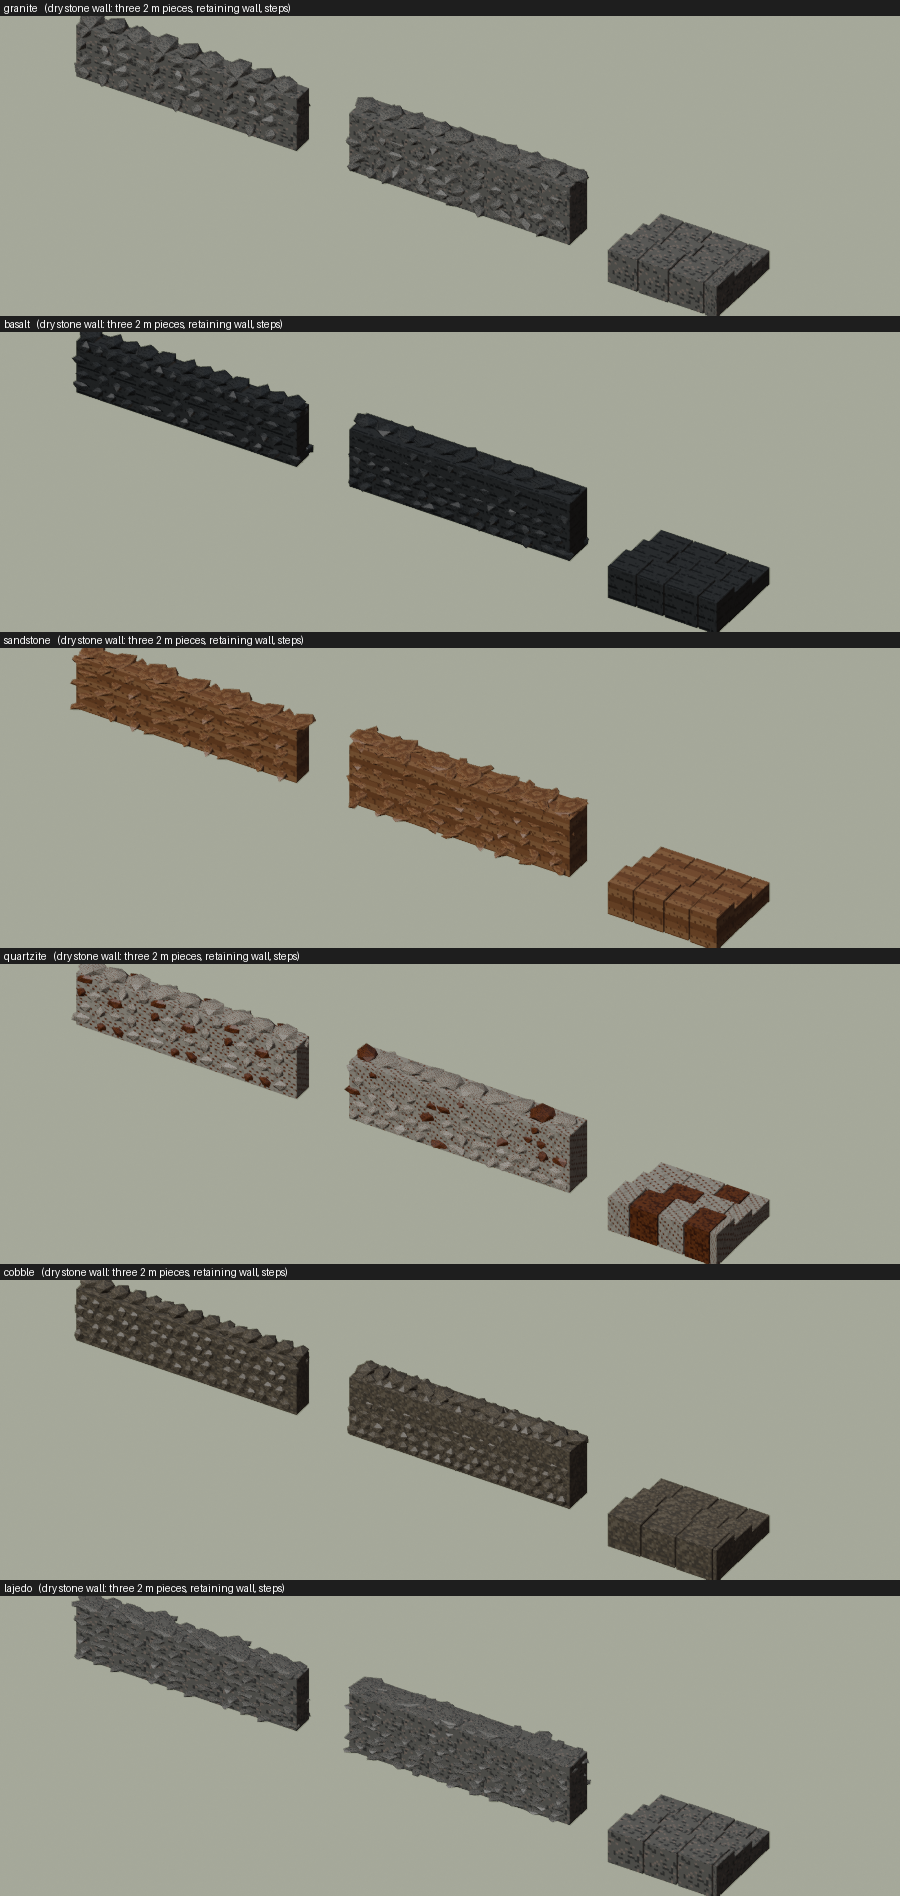 granite (dry stone wall: three 2 m pieces, retaining wall, steps)
basalt (dry stone wall: three 2 m pieces, retaining wall, steps)
sandstone (dry stone wall: three 2 m pieces, retaining wall, steps)
quartzite (dry stone wall: three 2 m pieces, retaining wall, steps)
cobble (dry stone wall: three 2 m pieces, retaining wall, steps)
lajedo (dry stone wall: three 2 m pieces, retaining wall, steps)